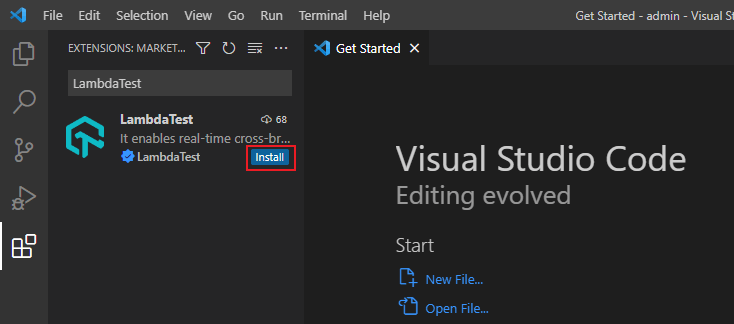 File Edit Selection View Go Run Terminal Help Get Started - admin - Visual St
EXTENSIONS: MARKET... ···
Get Started
LambdaTest
LambdaTest 68
It enables real-time cross-br...
LambdaTest Install
Visual Studio Code
Editing evolved
Start
New File...
Open File...